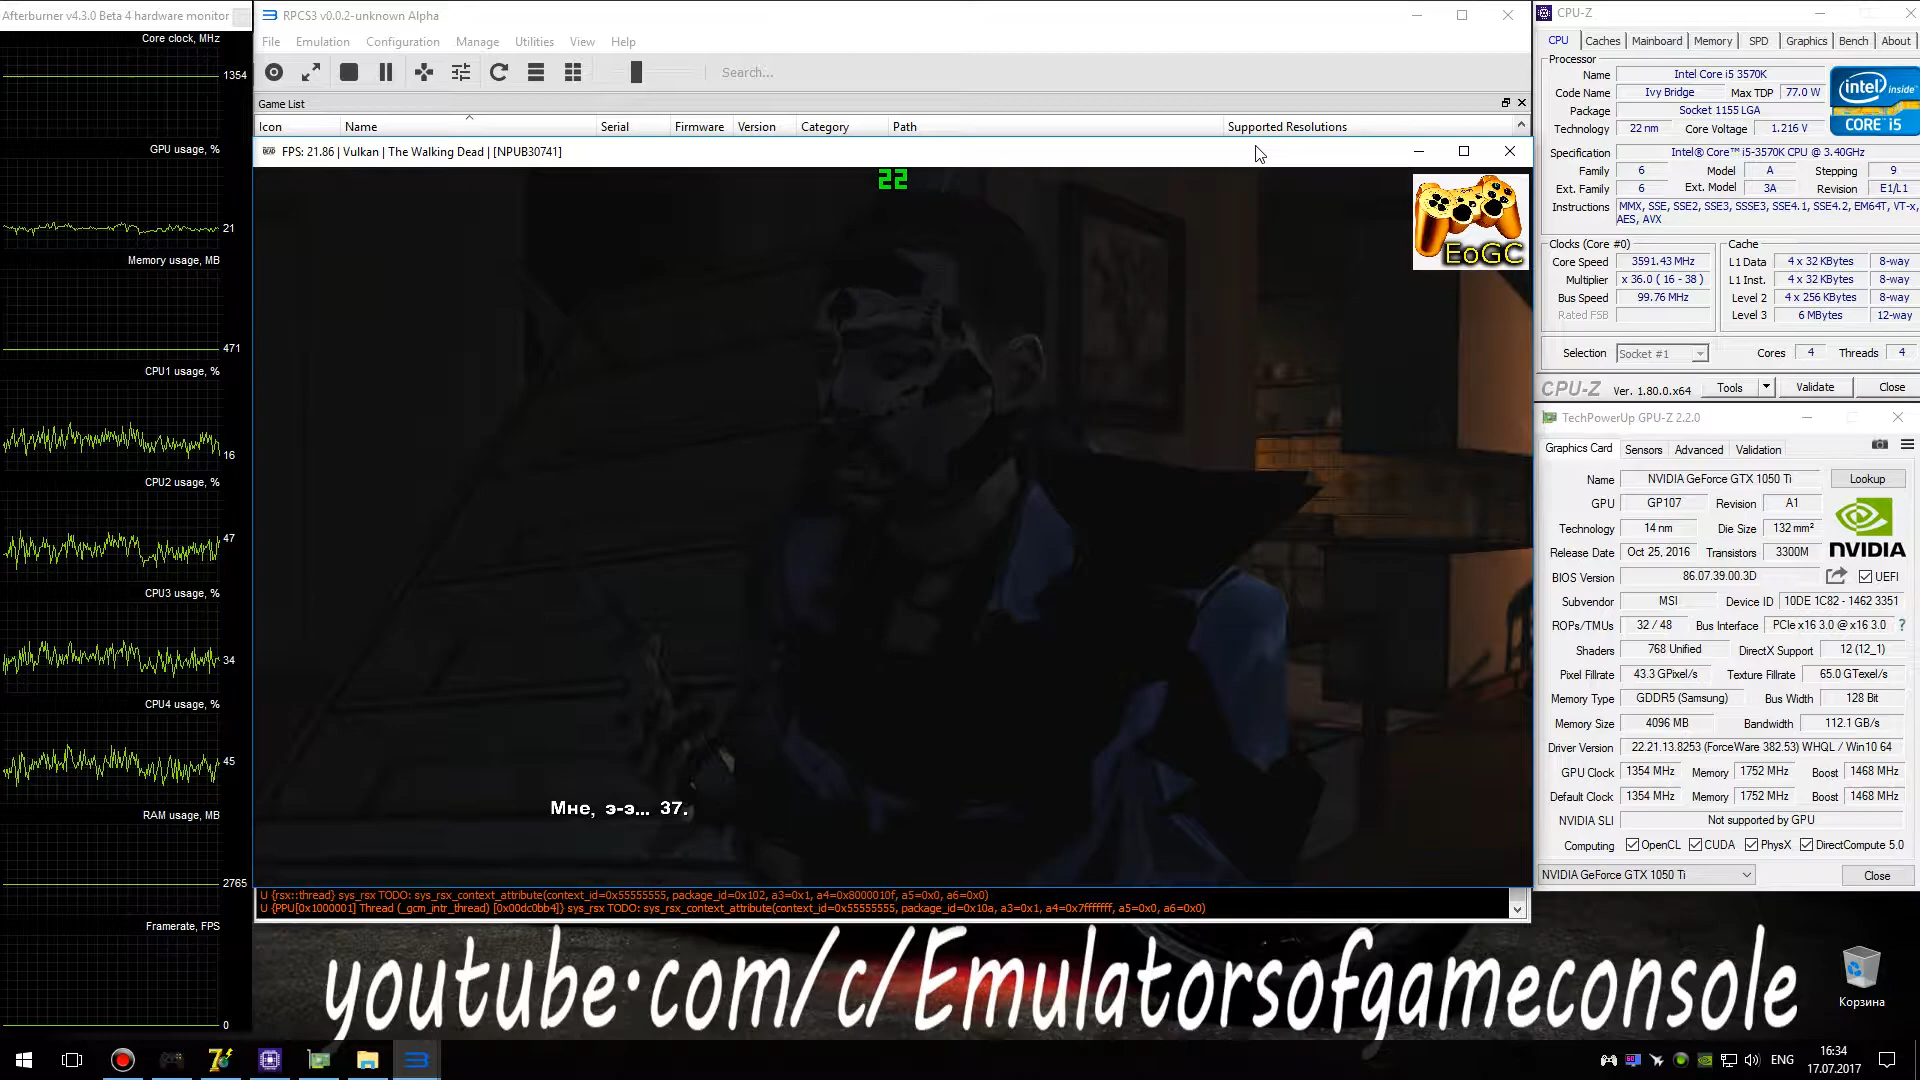 Afterburner v4.3.0 Beta 4 hardware monitor
Core clock, MHz
1354
GPU usage, %
21
Memory usage, MB
471
CPU1 usage, %
16
CPU2 usage, %
47
CPU3 usage, %
34
CPU4 usage, %
45
RAM usage, MB
2765
Framerate, FPS
0
RPCS3 v0.0.2-unknown Alpha
File Emulation Configuration Manage Utilities View Help
Search...
Game List
Icon Name Serial Firmware Version Category Path Supported Resolutions
FPS: 21.86 | Vulkan | The Walking Dead | [NPUB30741]
22
EoGC
Мне, э-э... 37.
U {rsx::thread} sys_rsx TODO: sys_rsx_context_attribute(context_id=0x55555555, package_id=0x102, a3=0x1, a4=0x8000010f, a5=0x0, a6=0x0)
U {PPU[0x1000001] Thread (_gcm_intr_thread) [0x00dc0bb4]} sys_rsx TODO: sys_rsx_context_attribute(context_id=0x55555555, package_id=0x10a, a3=0x1, a4=0x7fffffff, a5=0x0, a6=0x0)
CPU-Z
CPU Caches Mainboard Memory SPD Graphics Bench About
Processor
Name Intel Core i5 3570K
Code Name Ivy Bridge Max TDP 77.0 W
Package Socket 1155 LGA
Technology 22 nm Core Voltage 1.216 V
intel inside
CORE i5
Specification Intel® Core™ i5-3570K CPU @ 3.40GHz
Family 6 Model A Stepping 9
Ext. Family 6 Ext. Model 3A Revision E1/L1
Instructions MMX, SSE, SSE2, SSE3, SSSE3, SSE4.1, SSE4.2, EM64T, VT-x,
AES, AVX
Clocks (Core #0) Cache
Core Speed 3591.43 MHz L1 Data 4 x 32 KBytes 8-way
Multiplier x 36.0 ( 16 - 38 ) L1 Inst. 4 x 32 KBytes 8-way
Bus Speed 99.76 MHz Level 2 4 x 256 KBytes 8-way
Rated FSB Level 3 6 MBytes 12-way
Selection Socket #1 Cores 4 Threads 4
CPU-Z Ver. 1.80.0.x64 Tools Validate Close
TechPowerUp GPU-Z 2.2.0
Graphics Card Sensors Advanced Validation
Name NVIDIA GeForce GTX 1050 Ti Lookup
GPU GP107 Revision A1
Technology 14 nm Die Size 132 mm²
Release Date Oct 25, 2016 Transistors 3300M
NVIDIA
BIOS Version 86.07.39.00.3D UEFI
Subvendor MSI Device ID 10DE 1C82 - 1462 3351
ROPs/TMUs 32 / 48 Bus Interface PCIe x16 3.0 @ x16 3.0 ?
Shaders 768 Unified DirectX Support 12 (12_1)
Pixel Fillrate 43.3 GPixel/s Texture Fillrate 65.0 GTexel/s
Memory Type GDDR5 (Samsung) Bus Width 128 Bit
Memory Size 4096 MB Bandwidth 112.1 GB/s
Driver Version 22.21.13.8253 (ForceWare 382.53) WHQL / Win10 64
GPU Clock 1354 MHz Memory 1752 MHz Boost 1468 MHz
Default Clock 1354 MHz Memory 1752 MHz Boost 1468 MHz
NVIDIA SLI Not supported by GPU
Computing OpenCL CUDA PhysX DirectCompute 5.0
NVIDIA GeForce GTX 1050 Ti Close
youtube.com/c/Emulatorsofgameconsole
Корзина
ENG
16:34
17.07.2017